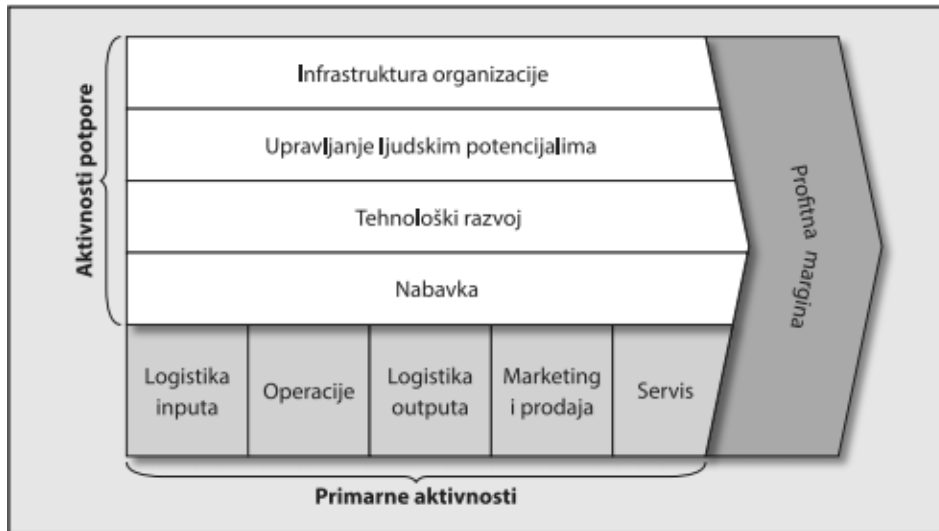 Aktivnosti potpore
Infrastruktura organizacije
Upravljanje ljudskim potencijalima
Tehnološki razvoj
Nabavka
Logistika
inputa
Operacije
Logistika
outputa
Marketing
i prodaja
Servis
Profitna margina
Primarne aktivnosti